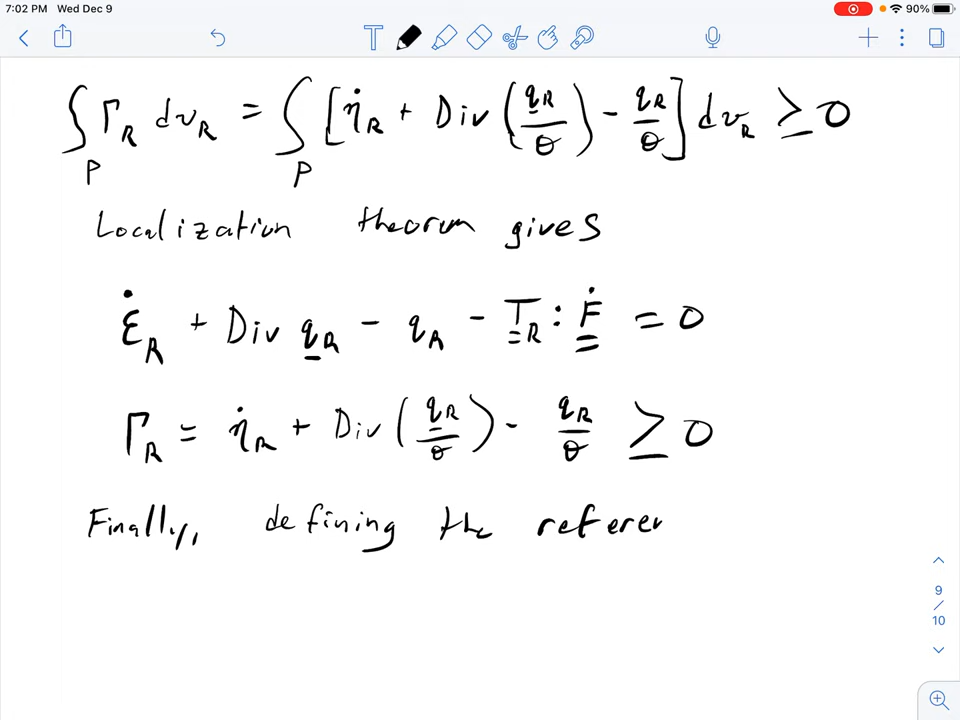 7:02 PM Wed Dec 9 90%
T
∫_P Γ_R dv_R = ∫_P [η̇_R + Div (q_R/θ) - q_R/θ] dv_R ≥ 0
Localization theorem gives
ε̇_R + Div q_R - q_R - T_R : Ḟ = 0
Γ_R = η̇_R + Div (q_R/θ) - q_R/θ ≥ 0
Finally, defining the referen
9
/
10